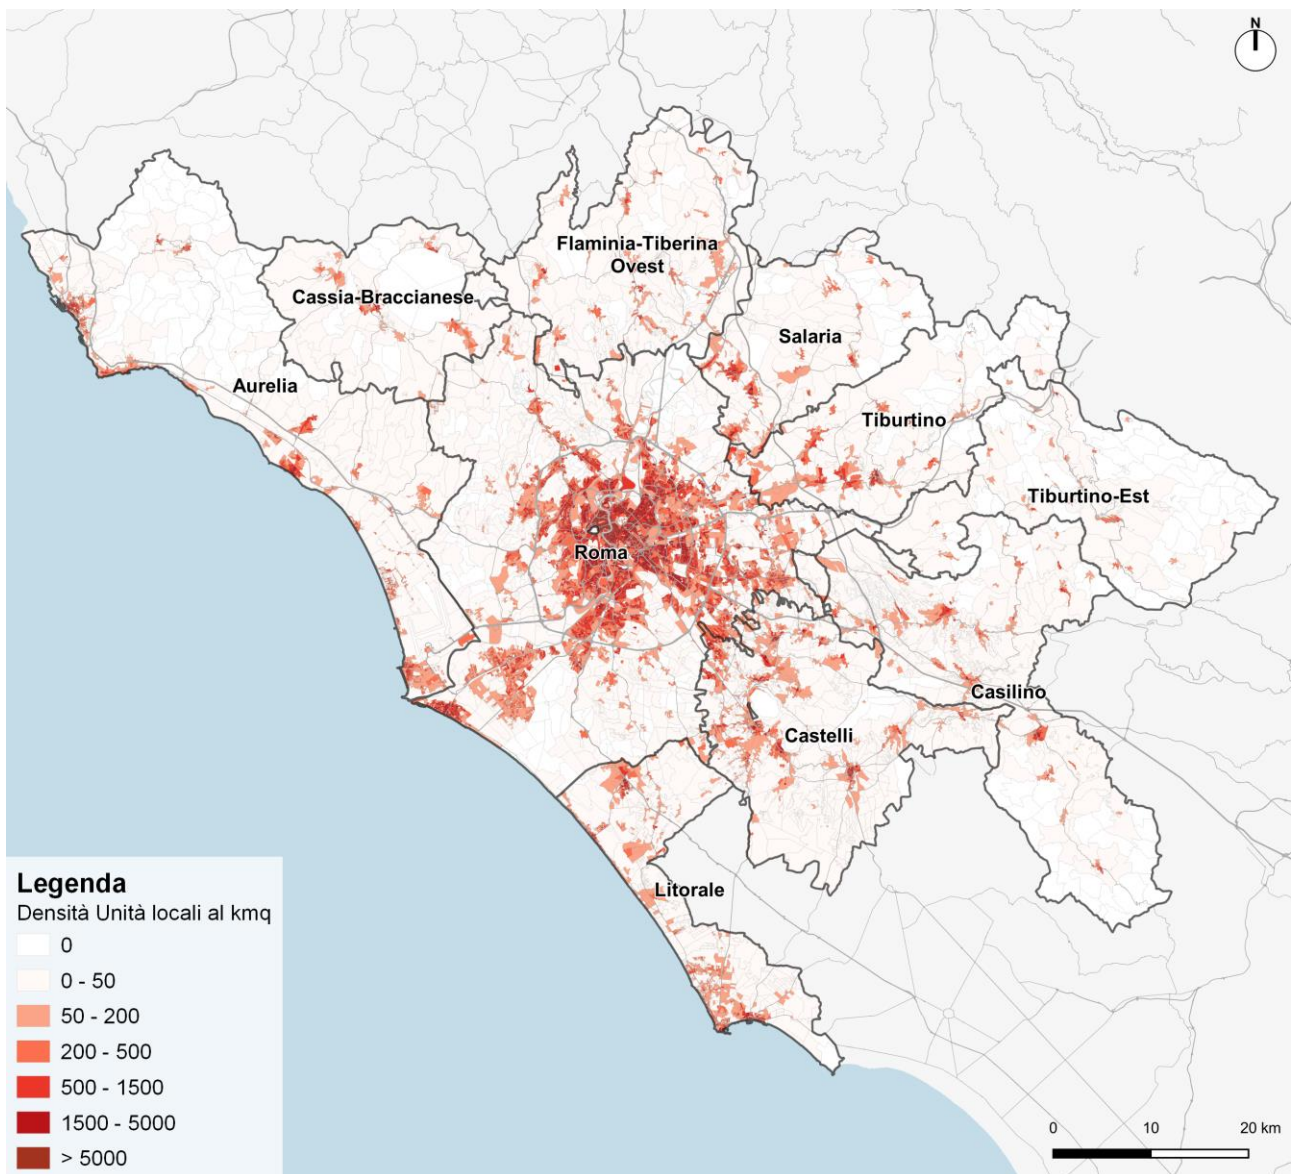 N
Flaminia-Tiberina
Ovest
Cassia-Braccianese
Salaria
Aurelia
Tiburtino
Tiburtino-Est
Roma
Casilino
Castelli
Litorale
Legenda
Densità Unità locali al kmq
0
0 - 50
50 - 200
200 - 500
500 - 1500
1500 - 5000
> 5000
0 10 20 km